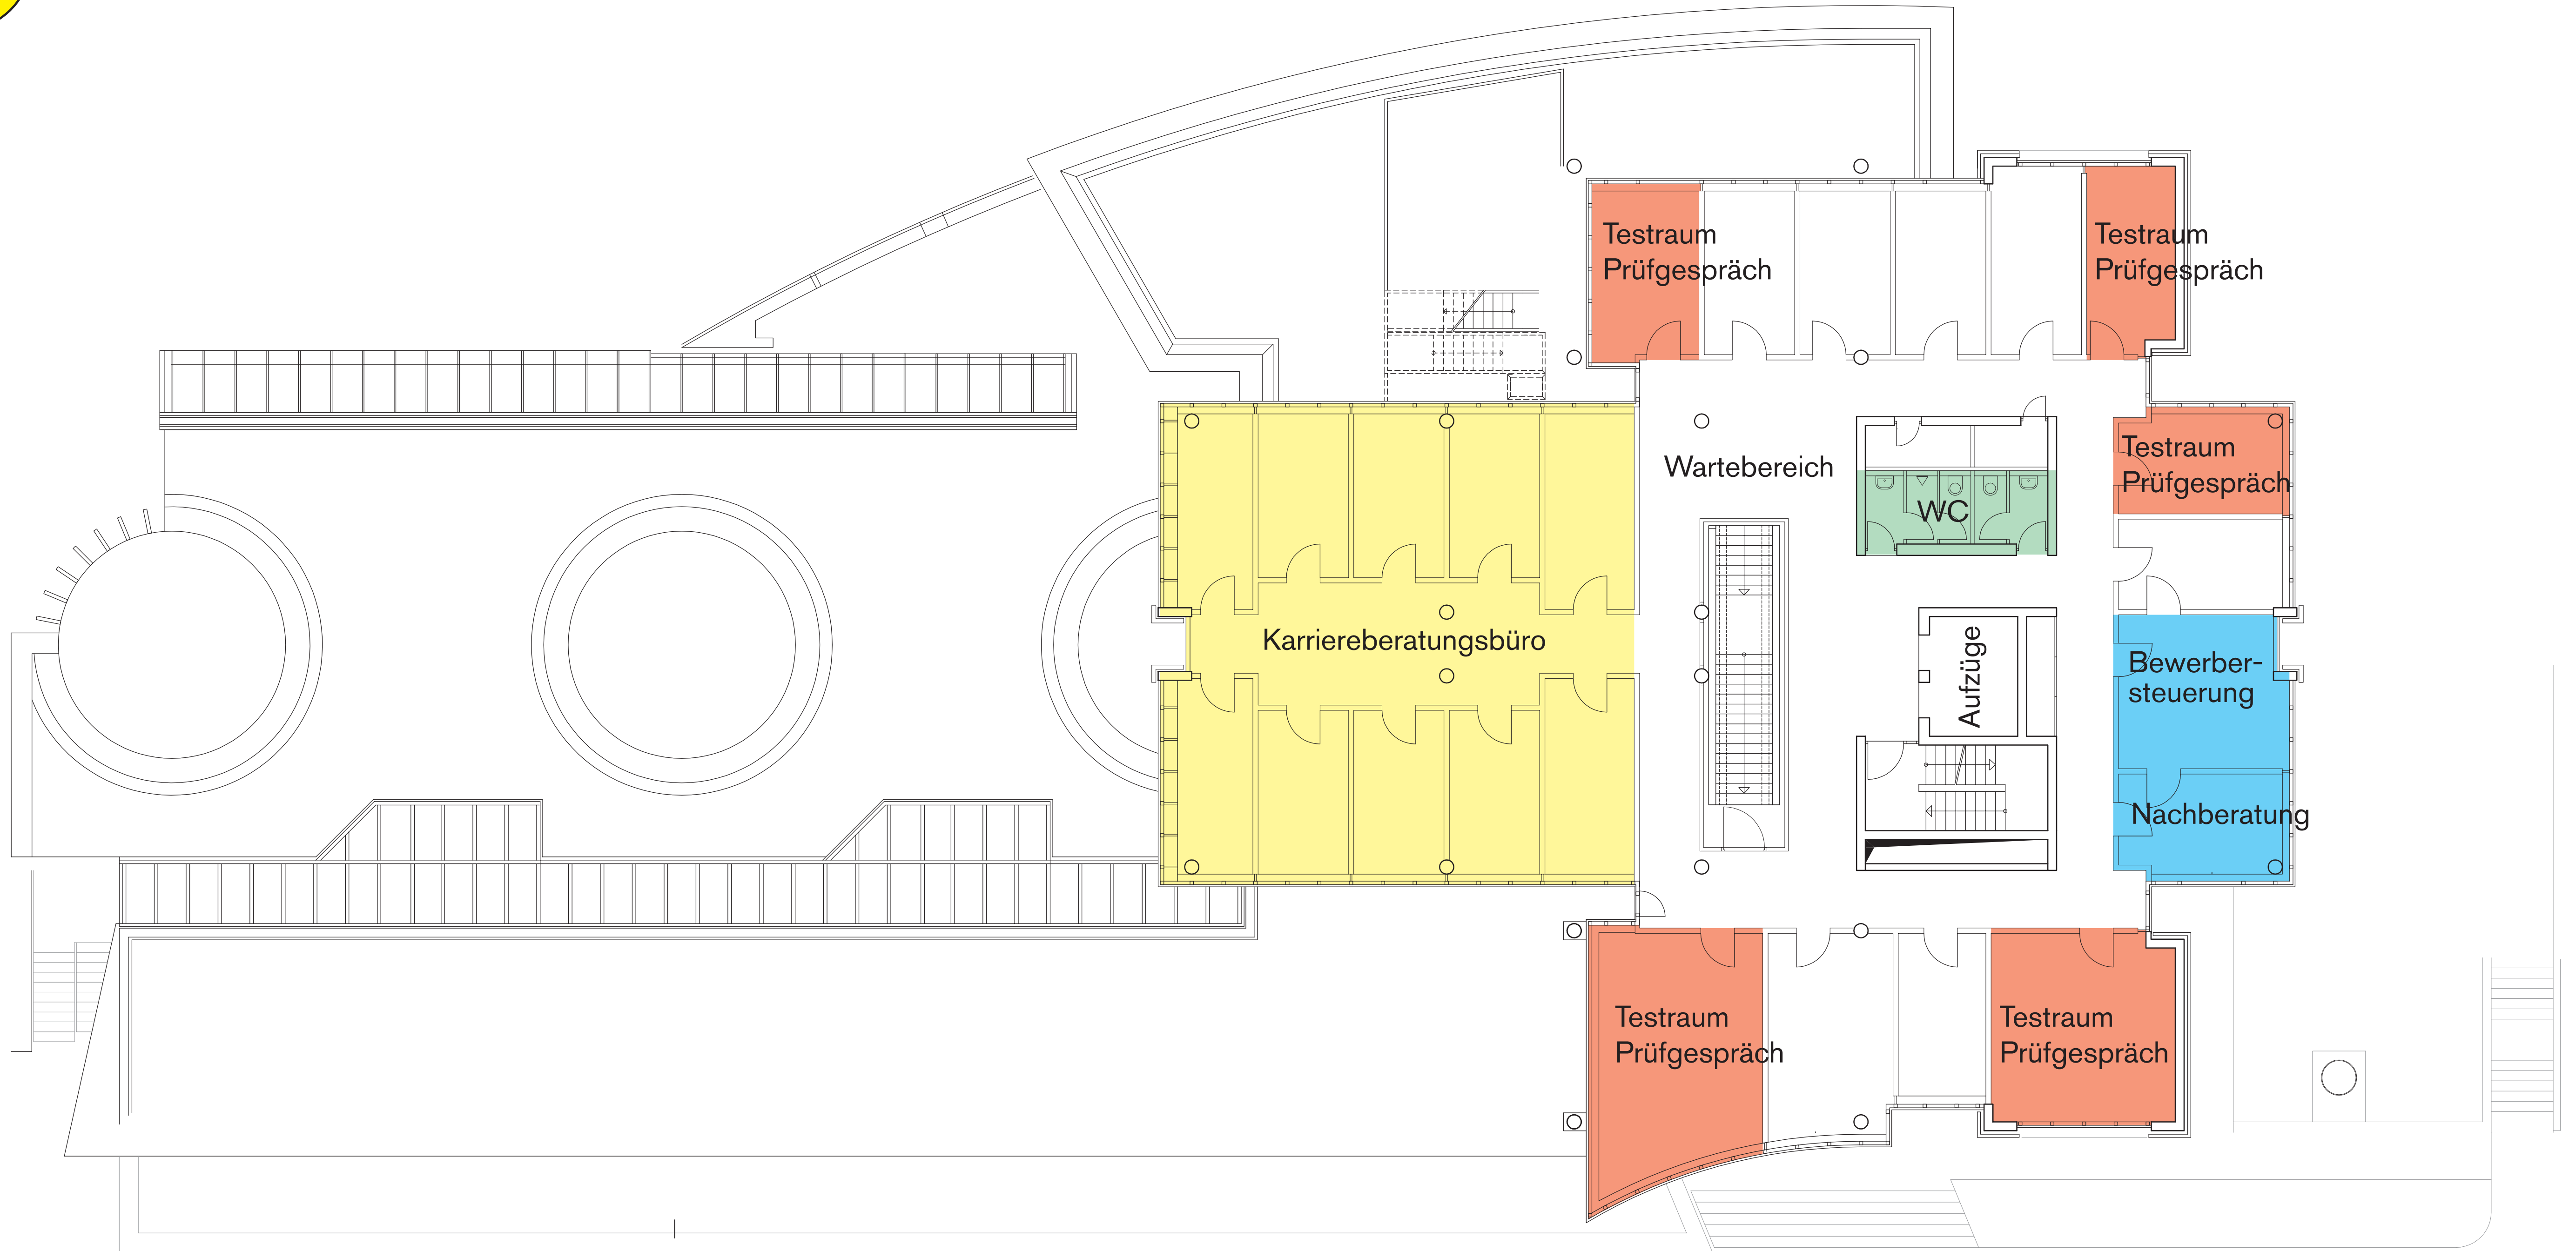 Testraum
Prüfgespräch
Testraum
Prüfgespräch
Wartebereich
Testraum
Prüfgespräch
WC
Karriereberatungsbüro
Aufzüge
Bewerber-
steuerung
Nachberatung
Testraum
Prüfgespräch
Testraum
Prüfgespräch